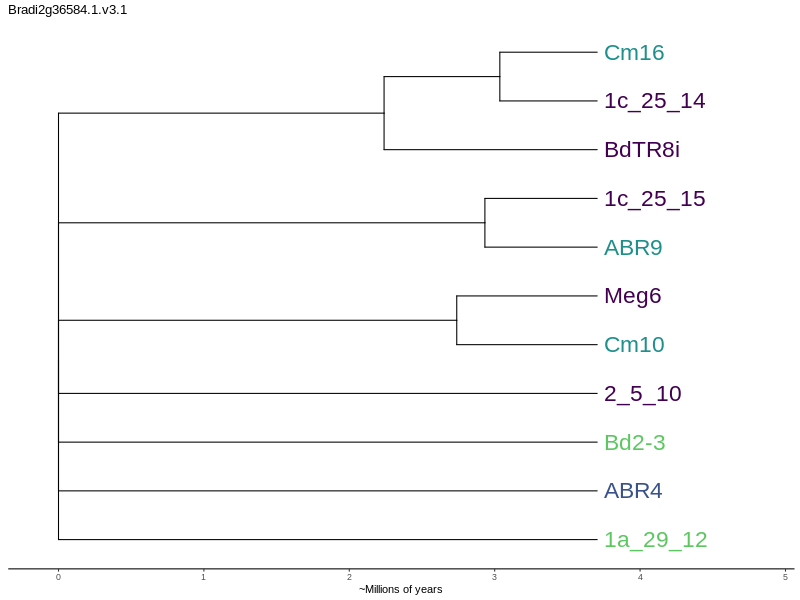 Bradi2g36584.1.v3.1
Cm16
1c_25_14
BdTR8i
1c_25_15
ABR9
Meg6
Cm10
2_5_10
Bd2-3
ABR4
1a_29_12
0 1 2 3 4 5
~Millions of years